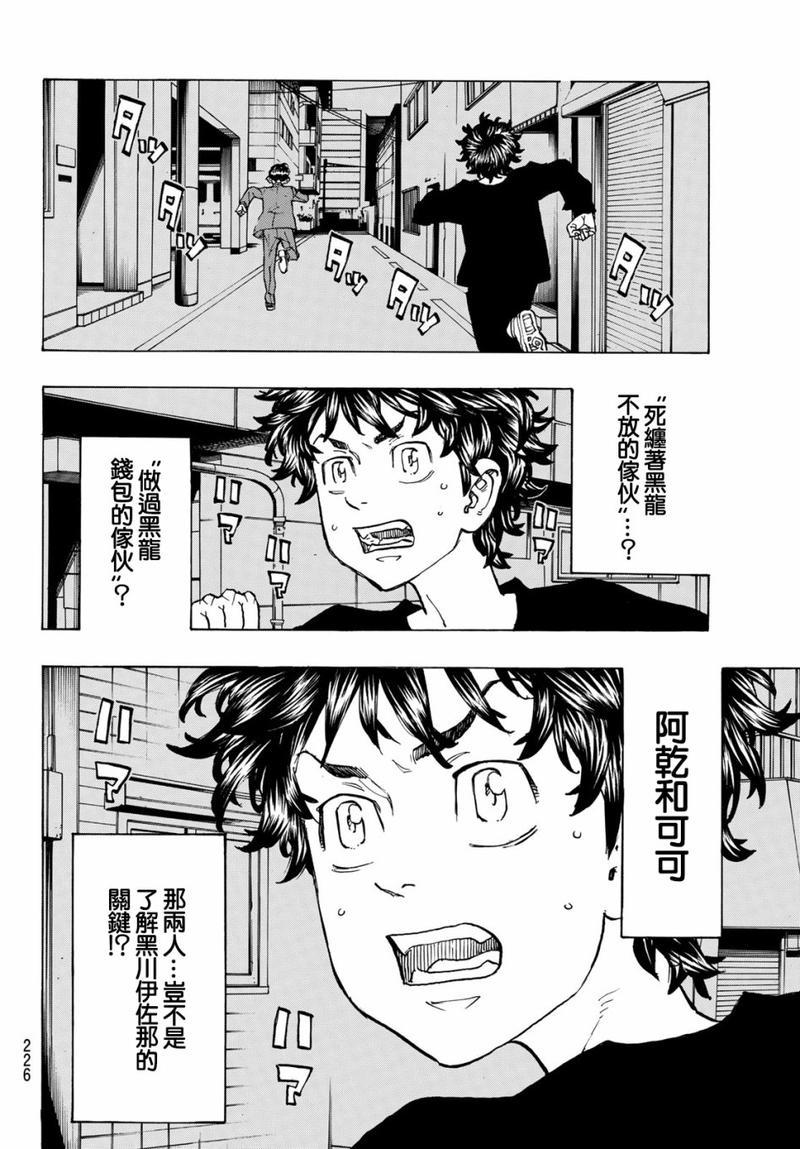 タッ
タッ
タッ
タッ
タッ
“死纏著黑龍
不放的傢伙”…?
“做過黑龍
錢包的傢伙”?
ハァ
ハァ
ハァ
阿乾和可可
ハァ
那兩人…豈不是
了解黑川伊佐那的
關鍵!?
ハァ
226